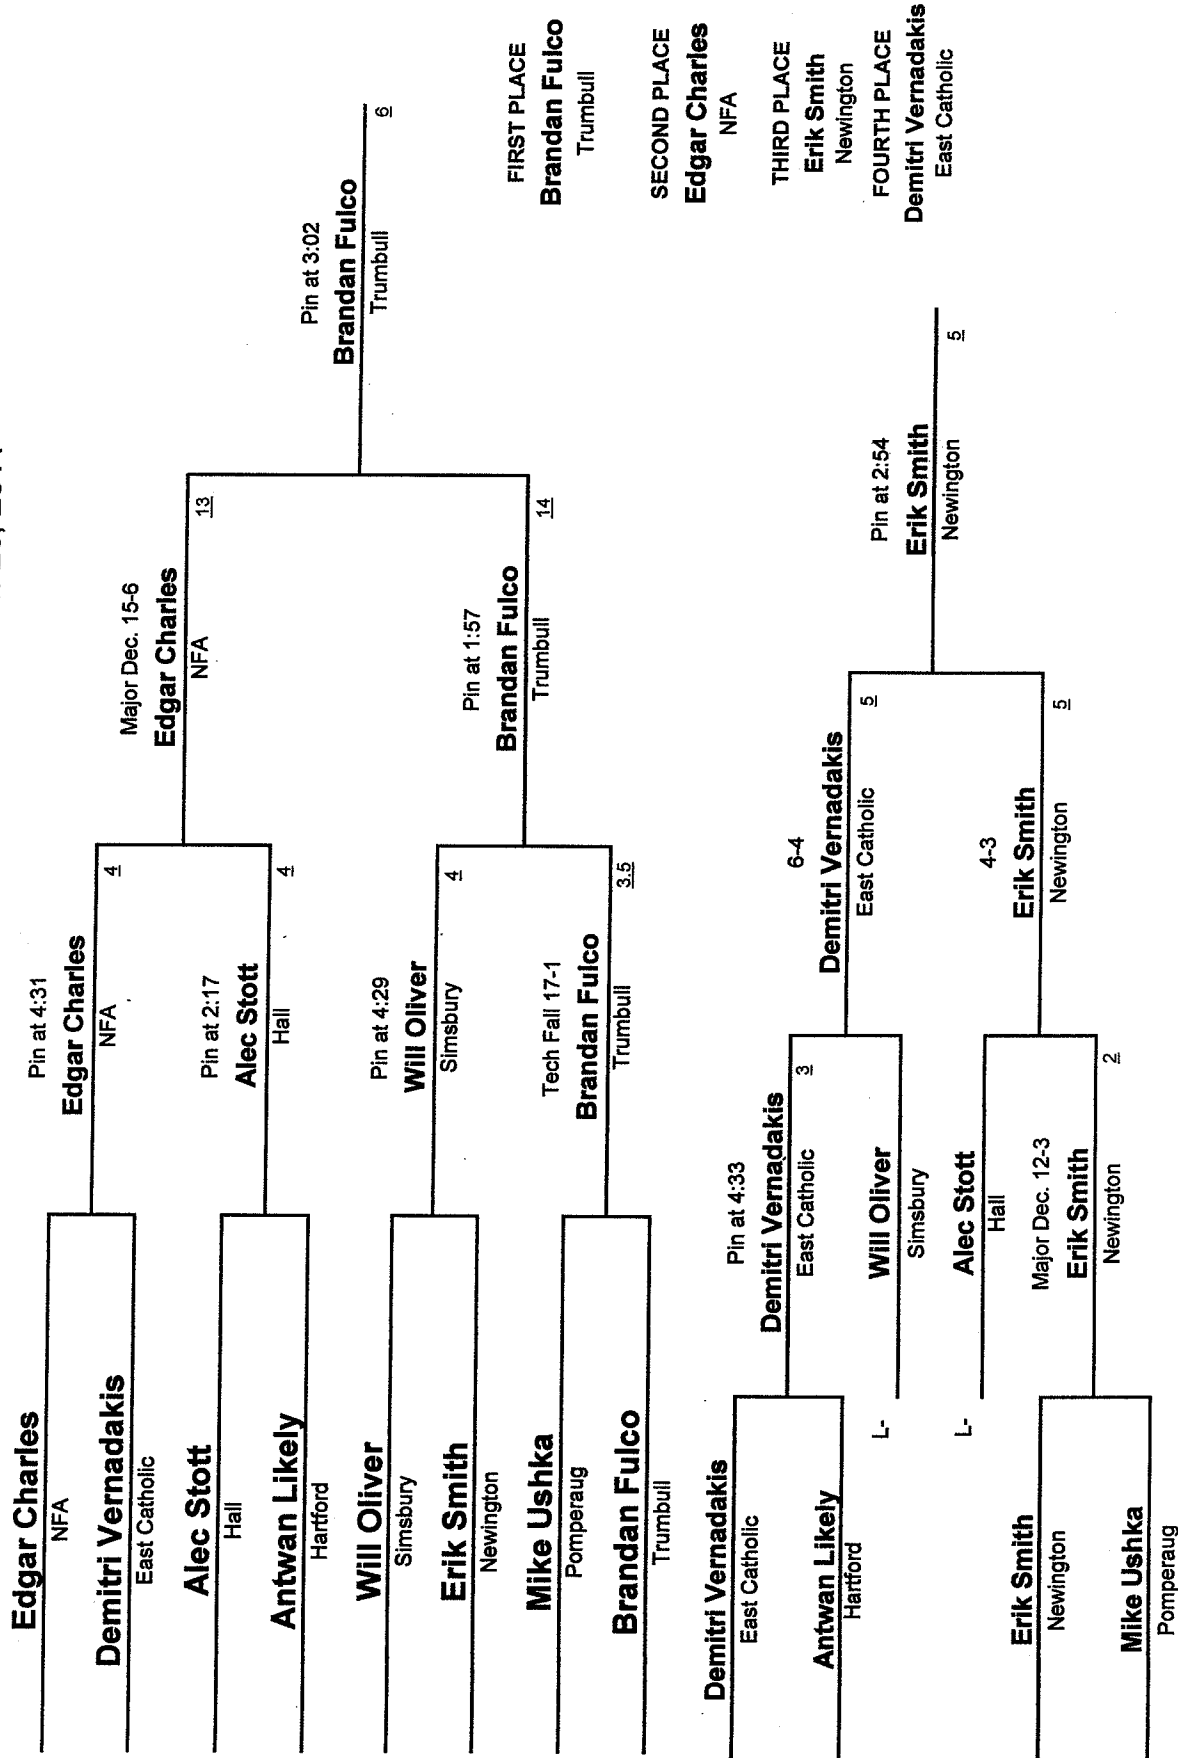 Edgar Charles
NFA
Demitri Vernadakis
East Catholic
Alec Stott
Hall
Antwan Likely
Hartford
Will Oliver
Simsbury
Erik Smith
Newington
Mike Ushka
Pomperaug
Brandan Fulco
Trumbull
Pin at 4:31
Edgar Charles
NFA
4
Pin at 2:17
Alec Stott
Hall
4
Pin at 4:29
Will Oliver
Simsbury
4
Tech Fall 17-1
Brandan Fulco
Trumbull
3.5
Major Dec. 15-6
Edgar Charles
NFA
13
Pin at 1:57
Brandan Fulco
Trumbull
14
Pin at 3:02
Brandan Fulco
Trumbull
6
FIRST PLACE
Brandan Fulco
Trumbull
SECOND PLACE
Edgar Charles
NFA
THIRD PLACE
Erik Smith
Newington
FOURTH PLACE
Demitri Vernadakis
East Catholic
Demitri Vernadakis
East Catholic
Antwan Likely
Hartford
Erik Smith
Newington
Mike Ushka
Pomperaug
Pin at 4:33
Demitri Vernadakis
East Catholic
3
L-
Will Oliver
Simsbury
L-
Alec Stott
Hall
Major Dec. 12-3
Erik Smith
Newington
2
6-4
Demitri Vernadakis
East Catholic
5
4-3
Erik Smith
Newington
5
Pin at 2:54
Erik Smith
Newington
5